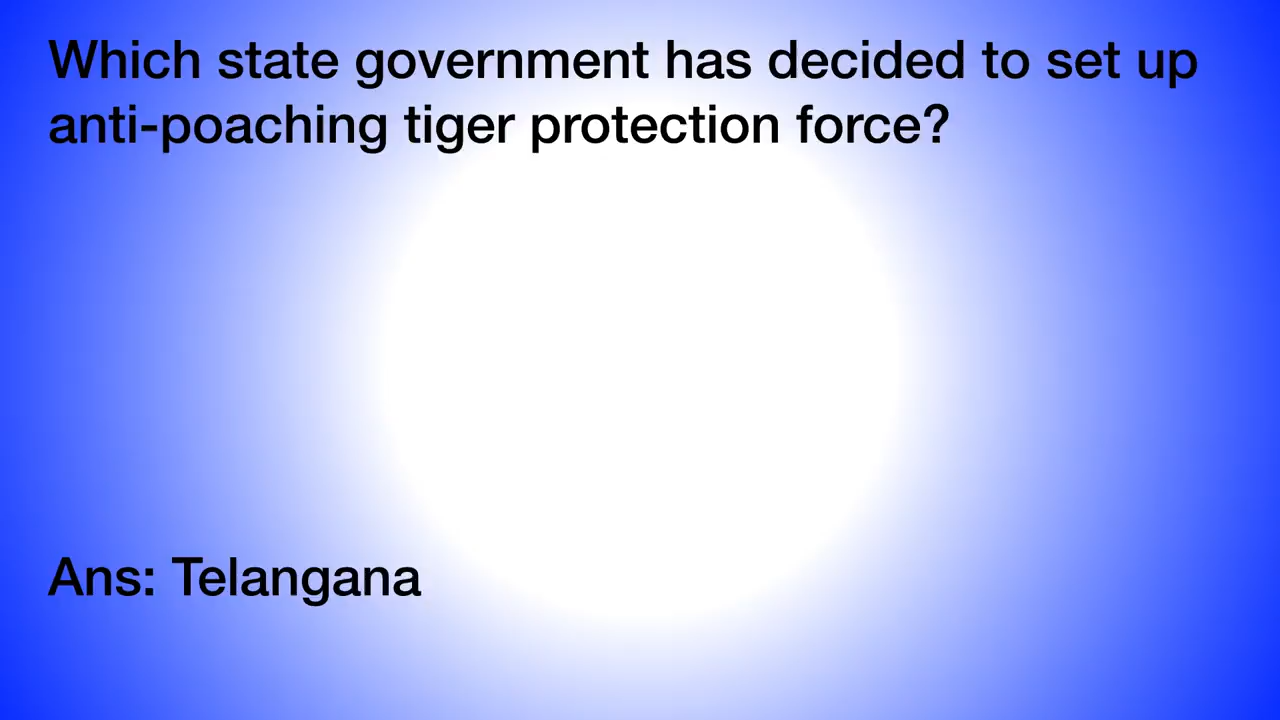 Which state government has decided to set up
anti-poaching tiger protection force?
Ans: Telangana